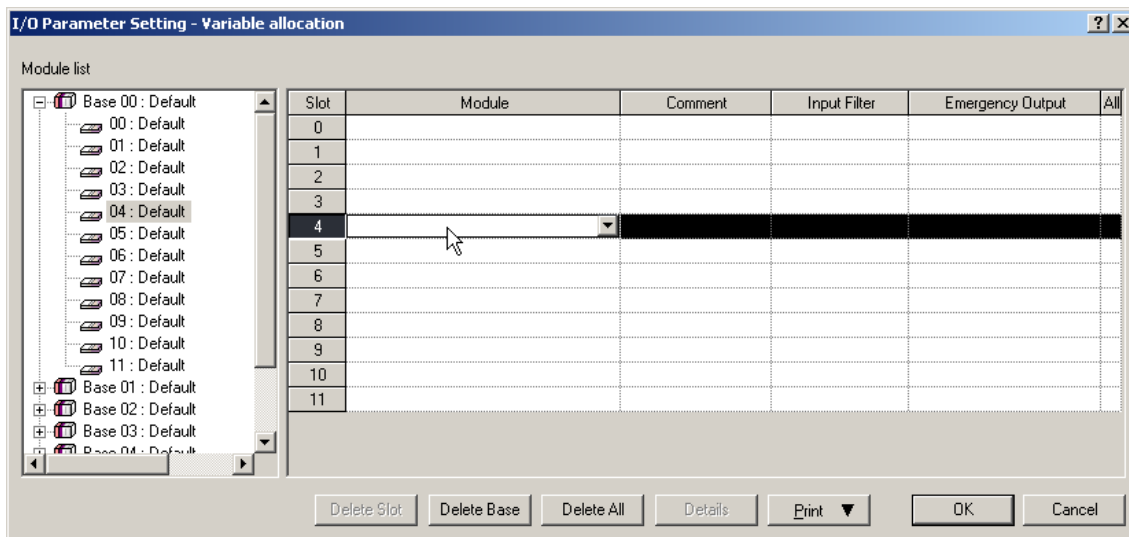 I/O Parameter Setting - Variable allocation
Module list
Base 00 : Default
00 : Default
01 : Default
02 : Default
03 : Default
04 : Default
05 : Default
06 : Default
07 : Default
08 : Default
09 : Default
10 : Default
11 : Default
Base 01 : Default
Base 02 : Default
Base 03 : Default
Base 04 : Default
Slot Module Comment Input Filter Emergency Output All
0
1
2
3
4
5
6
7
8
9
10
11
Delete Slot Delete Base Delete All Details Print ▼ OK Cancel